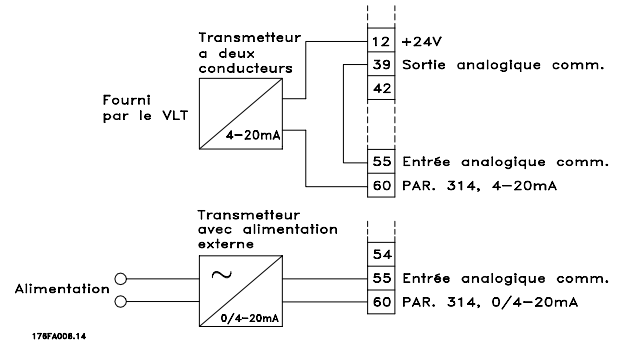 Transmetteur
a deux
conducteurs
Fourni
par le VLT
4-20mA
12 +24V
39 Sortie analogique comm.
42
55 Entrée analogique comm.
60 PAR. 314, 4-20mA
Transmetteur
avec alimentation
externe
Alimentation
~
0/4-20mA
54
55 Entrée analogique comm.
60 PAR. 314, 0/4-20mA
176FA008.14